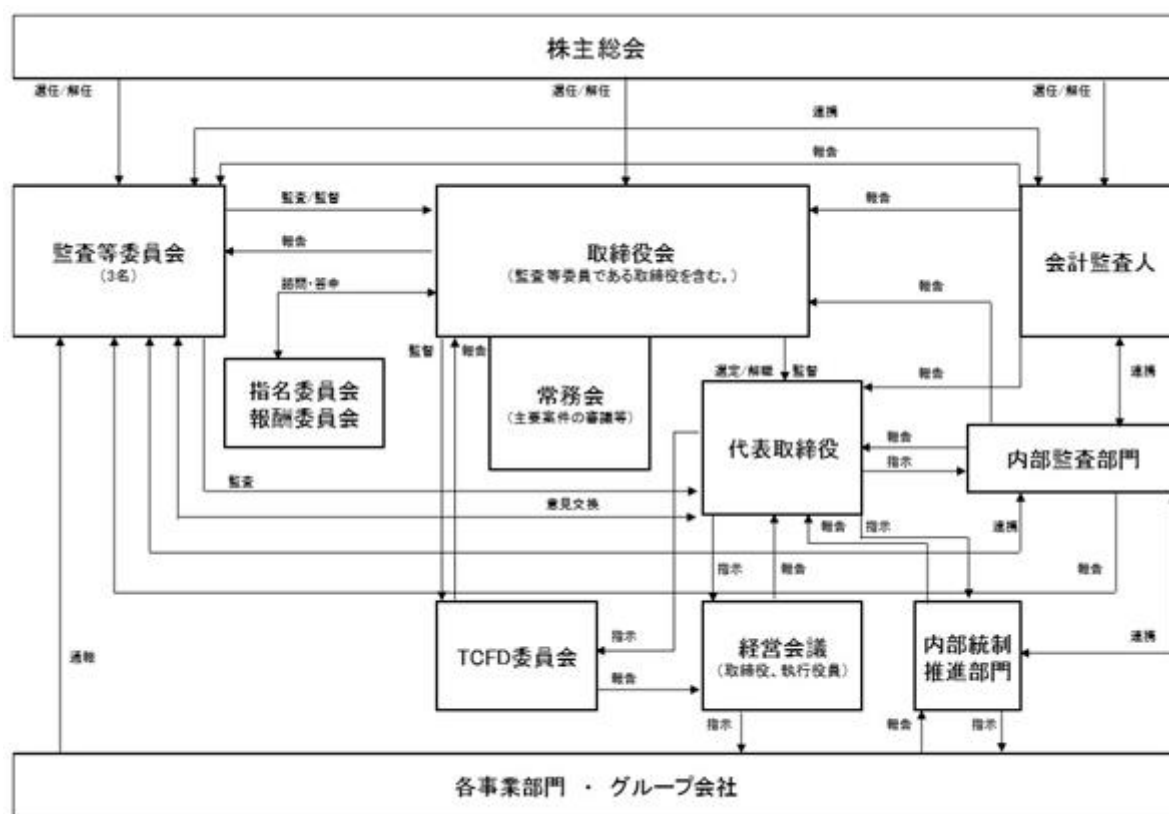 株主総会
選任/解任
選任/解任
選任/解任
連携
報告
監査等委員会
(3名)
監査/監督
報告
諮問・答申
取締役会
(監査等委員である取締役を含む。)
報告
会計監査人
報告
監督
報告
選定/解職
監督
報告
連携
指名委員会
報酬委員会
常務会
(主要案件の審議等)
代表取締役
報告
指示
内部監査部門
監査
意見交換
報告
指示
連携
指示
報告
報告
通報
TCFD委員会
指示
報告
経営会議
(取締役、執行役員)
内部統制
推進部門
連携
指示
報告
指示
各事業部門 ・ グループ会社